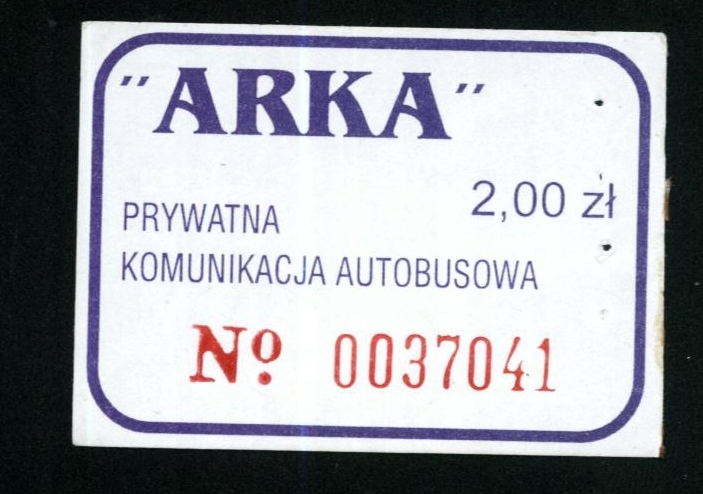 "ARKA"
2,00 zł
PRYWATNA
KOMUNIKACJA AUTOBUSOWA
Nº 0037041